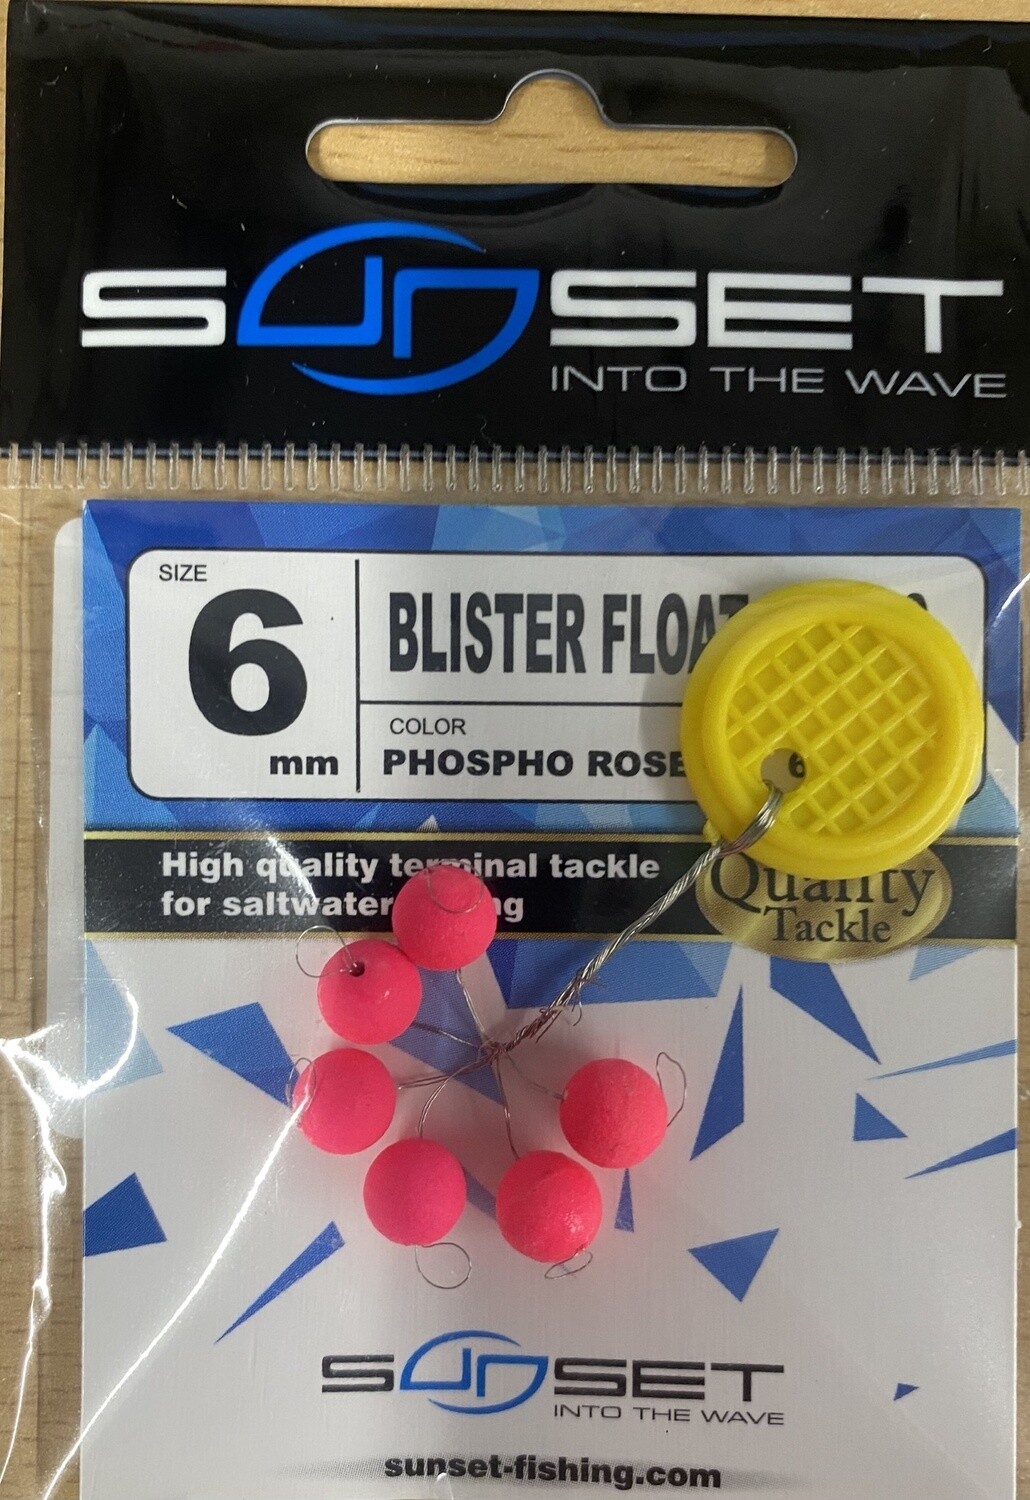 SUNSET
INTO THE WAVE
SIZE
6
mm
BLISTER FLOAT
COLOR
PHOSPHO ROSE
6
High quality terminal tackle
for saltwater
Quality
Tackle
SUNSET
INTO THE WAVE
sunset-fishing.com